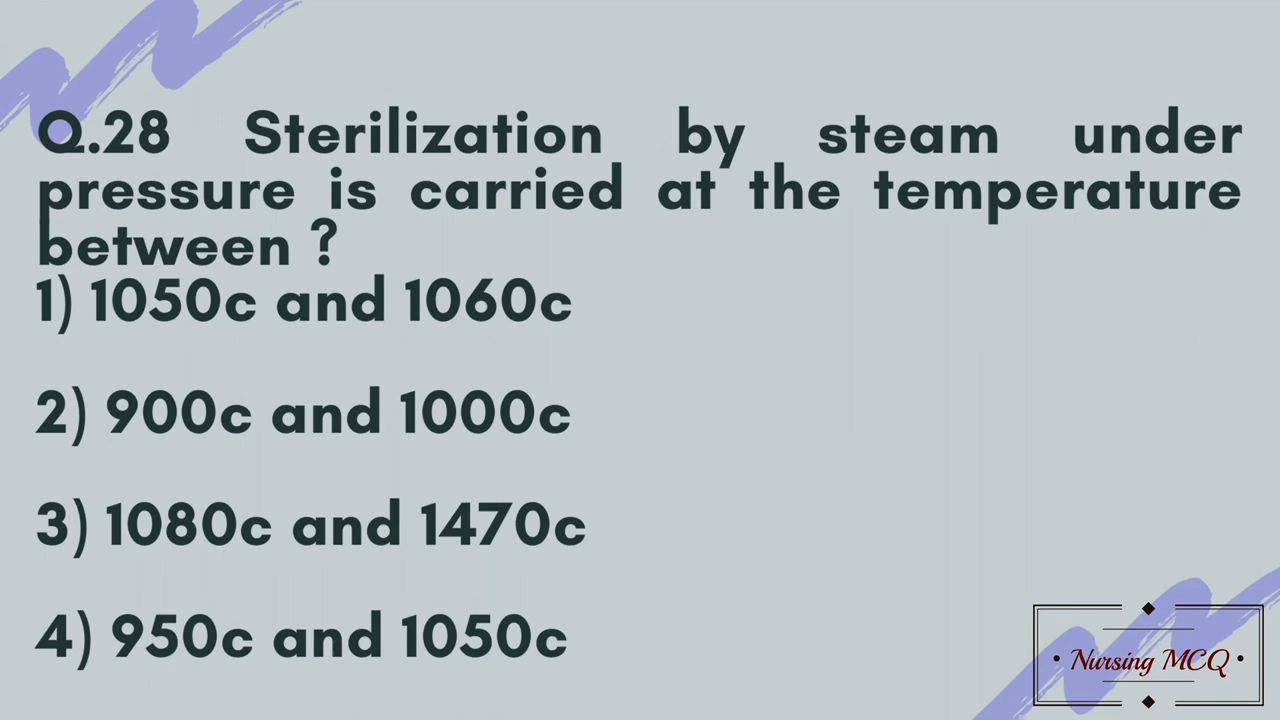 Q.28 Sterilization by steam under
pressure is carried at the temperature
between ?
1) 1050c and 1060c
2) 900c and 1000c
3) 1080c and 1470c
4) 950c and 1050c
Nursing MCQ